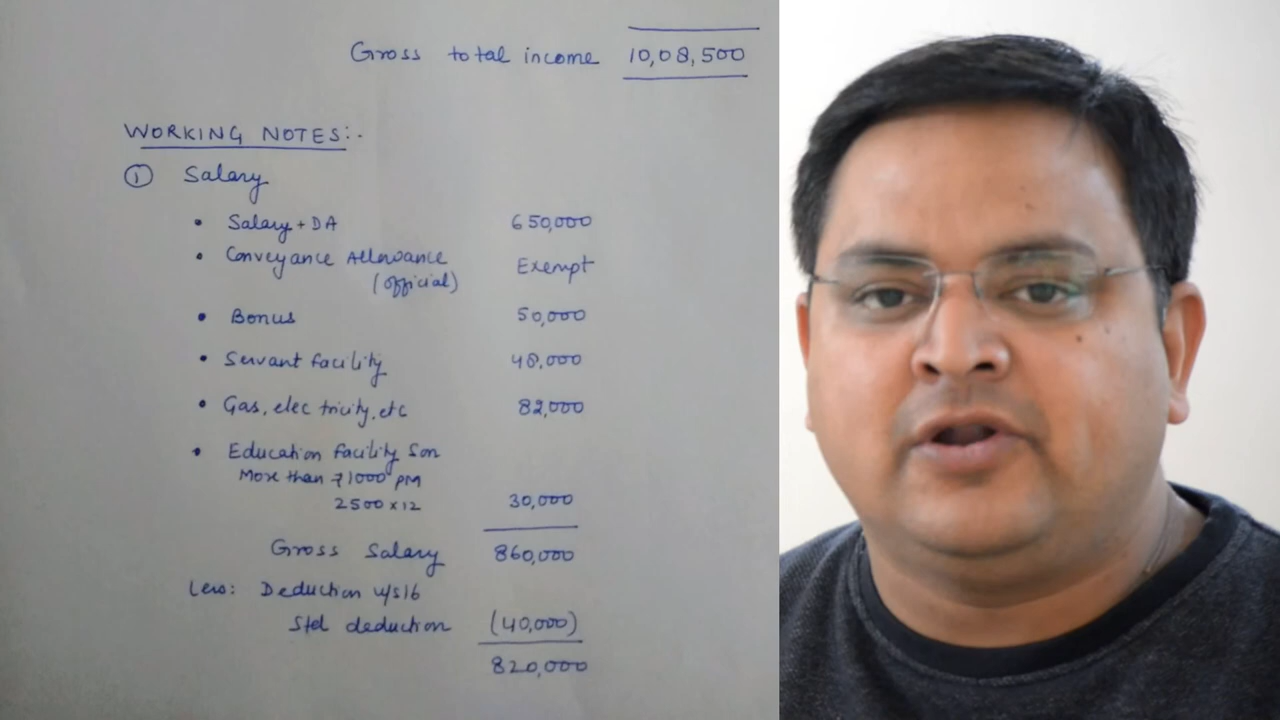 Gross total income 10,08,500
WORKING NOTES:-
① Salary
• Salary + DA 650,000
• Conveyance Allowance Exempt
(official)
• Bonus 50,000
• Servant facility 48,000
• Gas, electricity, etc 82,000
• Education facility Son
More than ₹1000 PM
2500 x 12 30,000
Gross Salary 860,000
Less: Deduction u/s16
Std deduction (40,000)
820,000